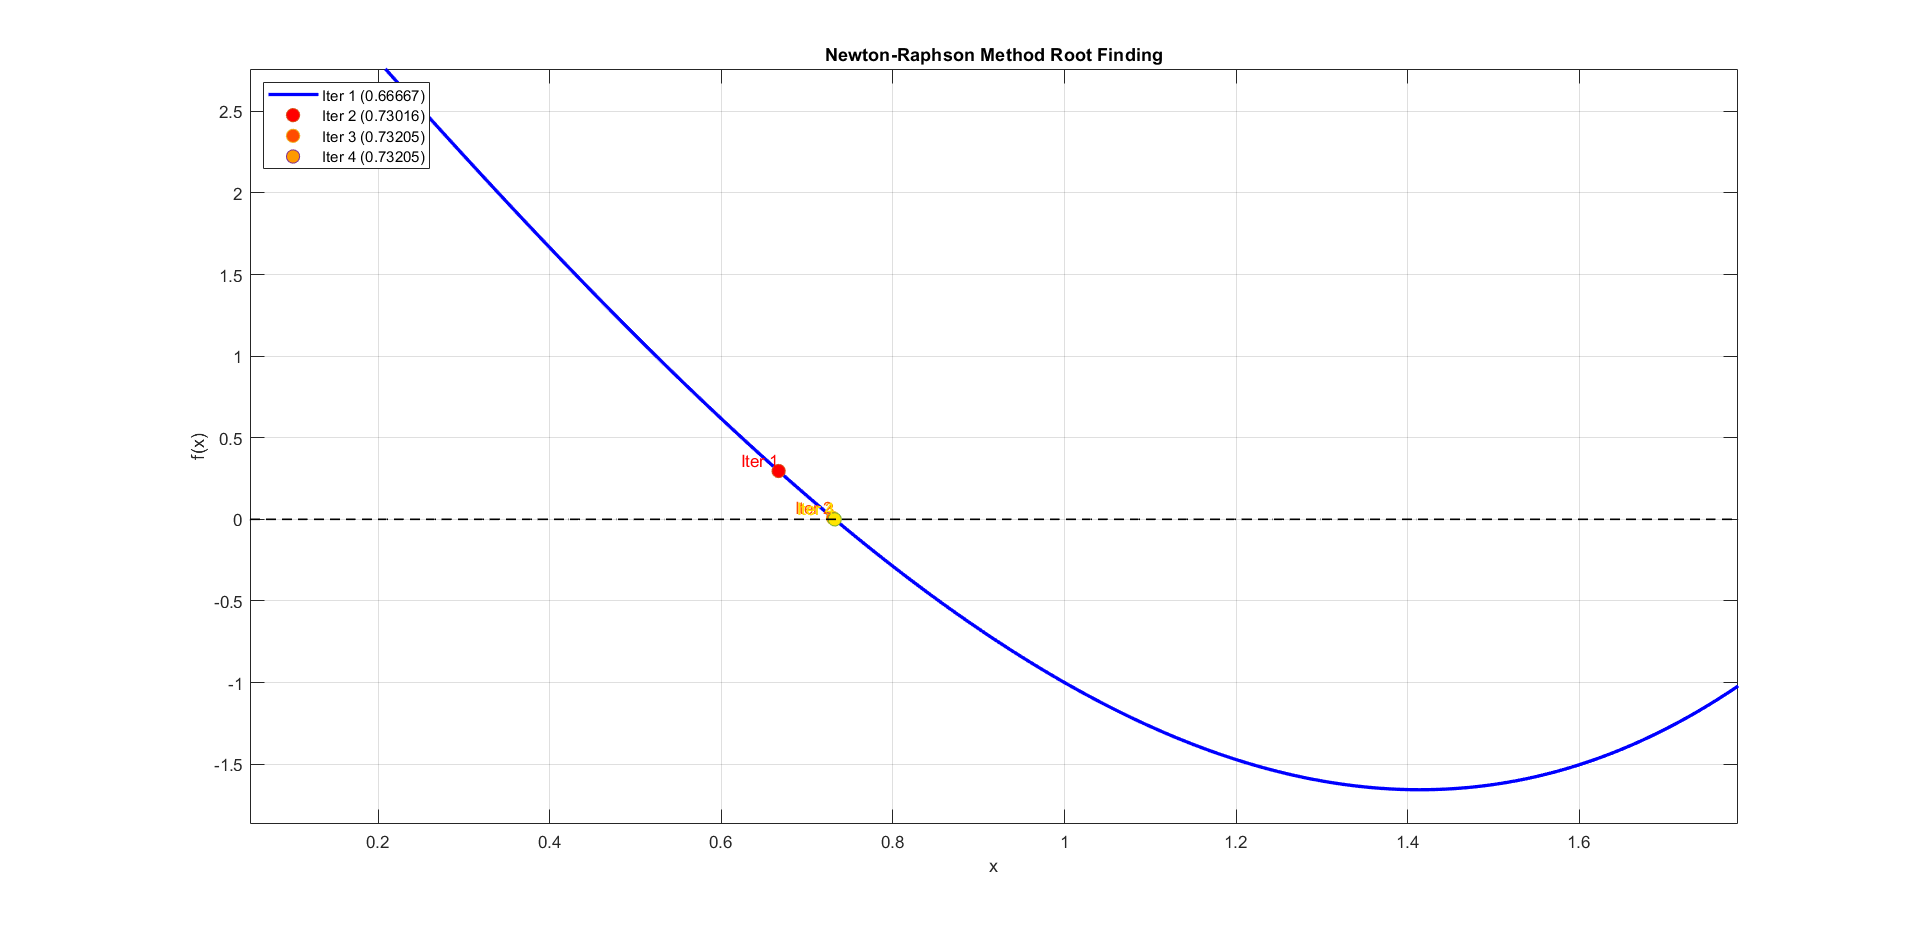 Newton-Raphson Method Root Finding
Iter 1 (0.66667)
Iter 2 (0.73016)
Iter 3 (0.73205)
Iter 4 (0.73205)
2.5
2
1.5
1
0.5
0
-0.5
-1
-1.5
f(x)
Iter 1
Iter
0.2
0.4
0.6
0.8
1
1.2
1.4
1.6
x